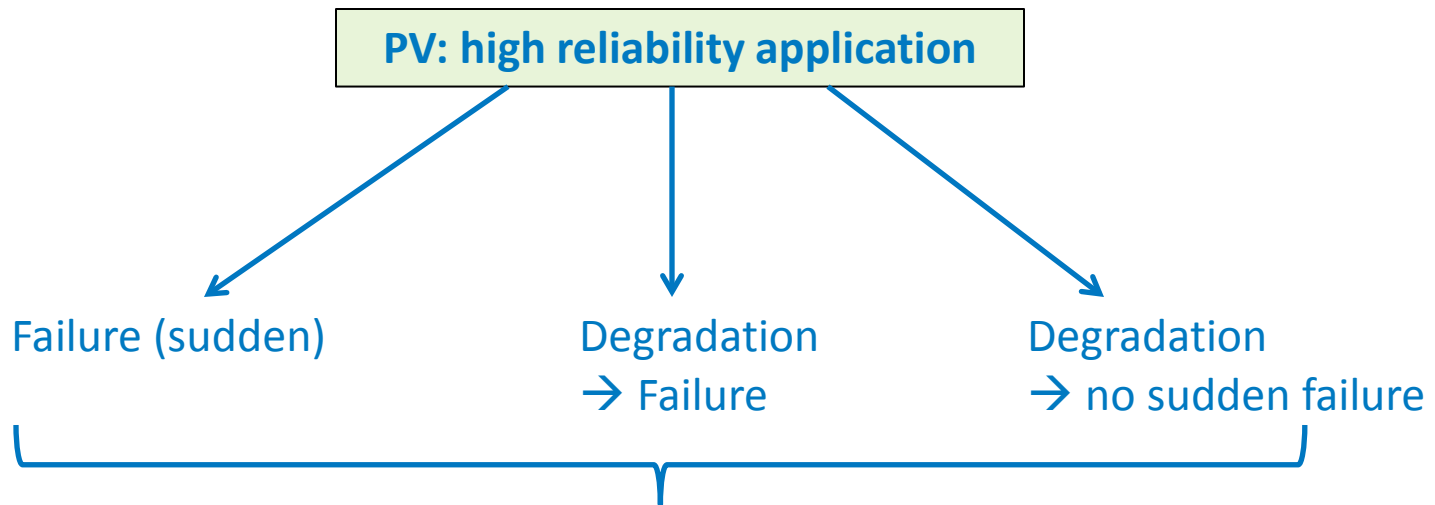 PV: high reliability application
Failure (sudden)
Degradation
→ Failure
Degradation
→ no sudden failure